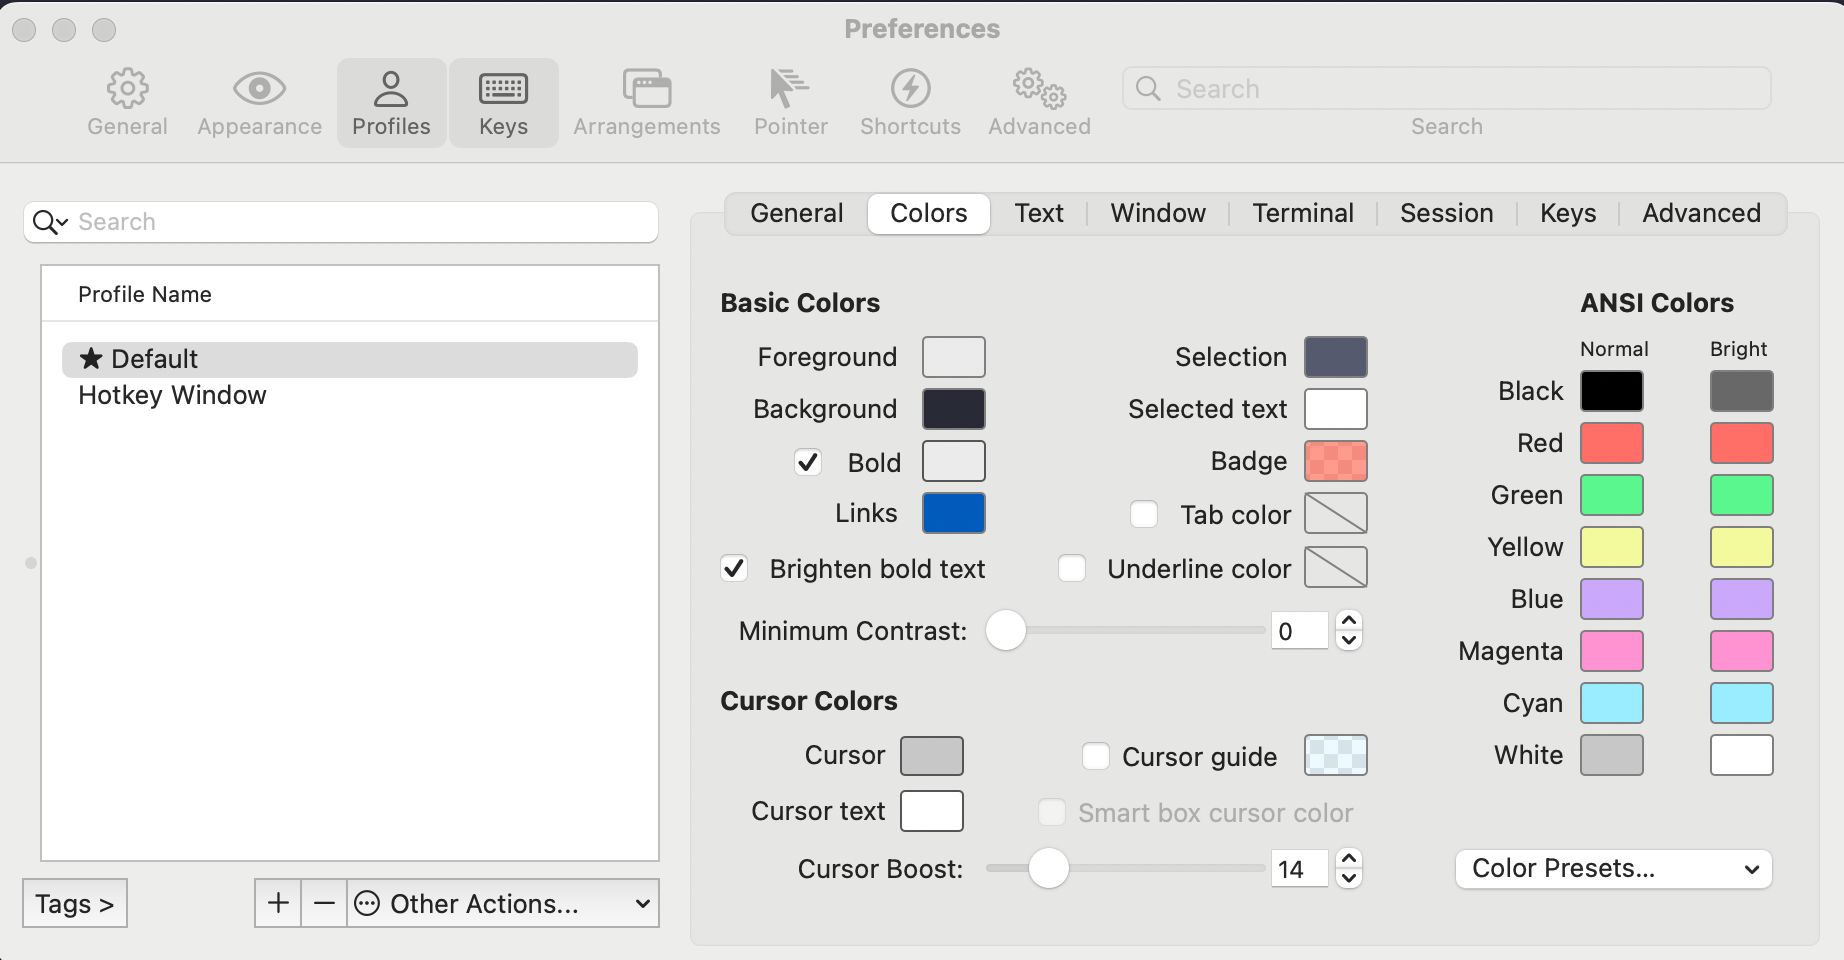 Preferences
General
Appearance
Profiles
Keys
Arrangements
Pointer
Shortcuts
Advanced
Search
Search
Search
Profile Name
★ Default
Hotkey Window
Tags >
+
−
Other Actions...
General
Colors
Text
Window
Terminal
Session
Keys
Advanced
Basic Colors
Foreground
Background
Bold
Links
Brighten bold text
Selection
Selected text
Badge
Tab color
Underline color
Minimum Contrast:
0
Cursor Colors
Cursor
Cursor text
Cursor guide
Smart box cursor color
Cursor Boost:
14
ANSI Colors
Normal Bright
Black
Red
Green
Yellow
Blue
Magenta
Cyan
White
Color Presets...